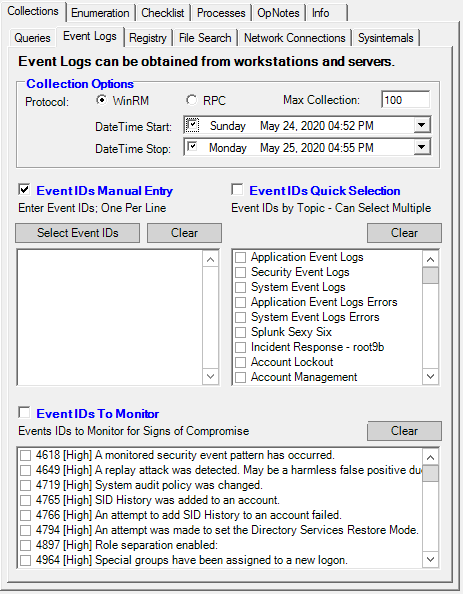 Collections Enumeration Checklist Processes OpNotes Info
Queries Event Logs Registry File Search Network Connections Sysinternals
Event Logs can be obtained from workstations and servers.
Collection Options
Protocol: WinRM RPC Max Collection: 100
DateTime Start: Sunday May 24, 2020 04:52 PM
DateTime Stop: Monday May 25, 2020 04:55 PM
Event IDs Manual Entry
Enter Event IDs; One Per Line
Select Event IDs Clear
Event IDs Quick Selection
Event IDs by Topic - Can Select Multiple
Clear
Application Event Logs
Security Event Logs
System Event Logs
Application Event Logs Errors
System Event Logs Errors
Splunk Sexy Six
Incident Response - root9b
Account Lockout
Account Management
Event IDs To Monitor
Events IDs to Monitor for Signs of Compromise
Clear
4618 [High] A monitored security event pattern has occurred.
4649 [High] A replay attack was detected. May be a harmless false positive du
4719 [High] System audit policy was changed.
4765 [High] SID History was added to an account.
4766 [High] An attempt to add SID History to an account failed.
4794 [High] An attempt was made to set the Directory Services Restore Mode.
4897 [High] Role separation enabled:
4964 [High] Special groups have been assigned to a new logon.